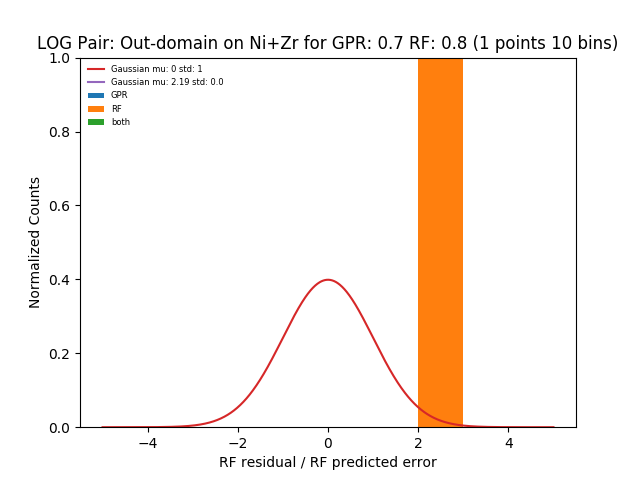 LOG Pair: Out-domain on Ni+Zr for GPR: 0.7 RF: 0.8 (1 points 10 bins)
1.0
0.8
0.6
0.4
0.2
0.0
Normalized Counts
Gaussian mu: 0 std: 1
Gaussian mu: 2.19 std: 0.0
GPR
RF
both
−4
−2
0
2
4
RF residual / RF predicted error